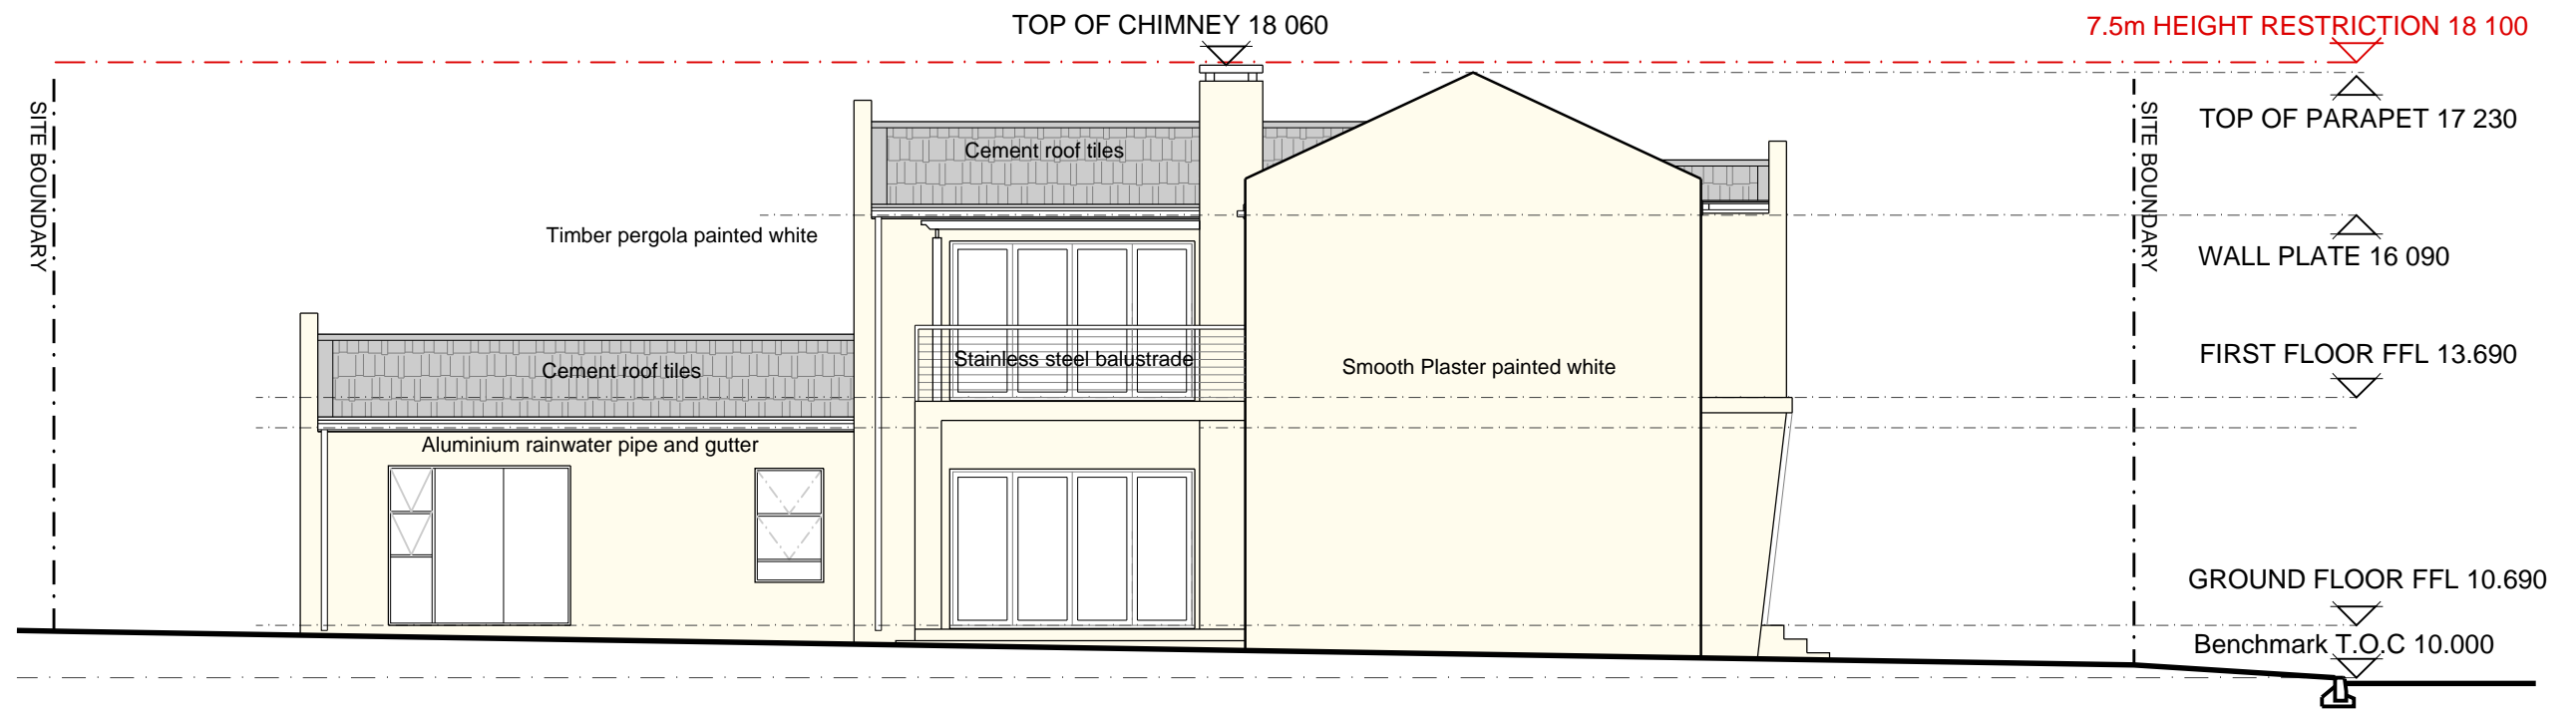 TOP OF CHIMNEY 18 060
7.5m HEIGHT RESTRICTION 18 100
SITE BOUNDARY
SITE BOUNDARY
TOP OF PARAPET 17 230
Cement roof tiles
Timber pergola painted white
WALL PLATE 16 090
FIRST FLOOR FFL 13.690
Stainless steel balustrade
Smooth Plaster painted white
Cement roof tiles
Aluminium rainwater pipe and gutter
GROUND FLOOR FFL 10.690
Benchmark T.O.C 10.000